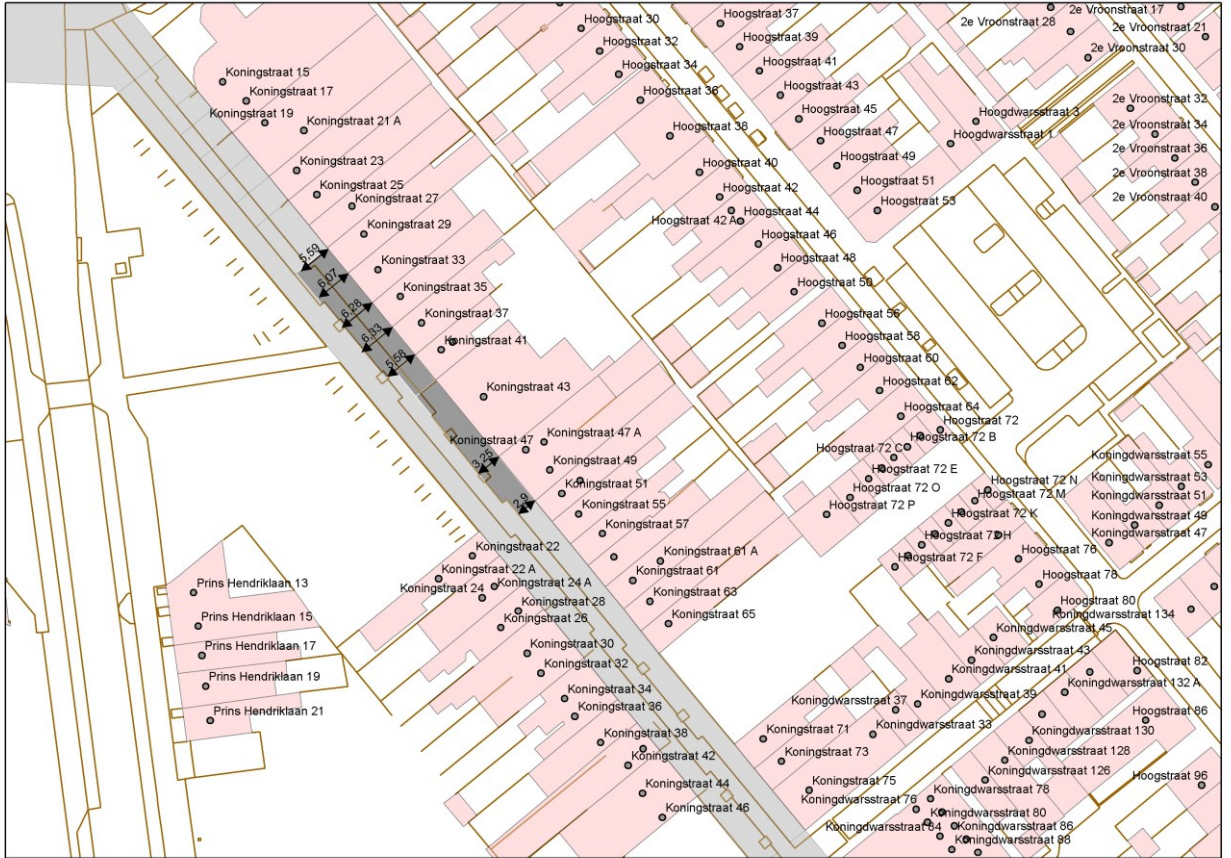 Hoogstraat 30
Hoogstraat 32
Hoogstraat 34
Hoogstraat 36
Hoogstraat 38
Hoogstraat 40
Hoogstraat 42
Hoogstraat 44
Hoogstraat 42 A
Hoogstraat 46
Hoogstraat 48
Hoogstraat 50
Hoogstraat 56
Hoogstraat 58
Hoogstraat 60
Hoogstraat 62
Hoogstraat 64
Hoogstraat 72
Hoogstraat 72 B
Hoogstraat 72 C
Hoogstraat 72 E
Hoogstraat 72 O
Hoogstraat 72 P
Hoogstraat 72 N
Hoogstraat 72 M
Hoogstraat 72 K
Hoogstraat 72 H
Hoogstraat 72 F
Hoogstraat 76
Hoogstraat 78
Hoogstraat 80
Hoogstraat 82
Hoogstraat 86
Hoogstraat 96
Hoogstraat 37
Hoogstraat 39
Hoogstraat 41
Hoogstraat 43
Hoogstraat 45
Hoogstraat 47
Hoogstraat 49
Hoogstraat 51
Hoogstraat 53
Hoogdwarsstraat 3
Hoogdwarsstraat 1
2e Vroonstraat 17
2e Vroonstraat 28
2e Vroonstraat 21
2e Vroonstraat 30
2e Vroonstraat 32
2e Vroonstraat 34
2e Vroonstraat 36
2e Vroonstraat 38
2e Vroonstraat 40
Koningstraat 15
Koningstraat 17
Koningstraat 19
Koningstraat 21 A
Koningstraat 23
Koningstraat 25
Koningstraat 27
Koningstraat 29
Koningstraat 33
Koningstraat 35
Koningstraat 37
Koningstraat 41
Koningstraat 43
Koningstraat 47
Koningstraat 47 A
Koningstraat 49
Koningstraat 51
Koningstraat 55
Koningstraat 57
Koningstraat 61 A
Koningstraat 61
Koningstraat 63
Koningstraat 65
Koningstraat 71
Koningstraat 73
Koningstraat 75
5,59
6,07
6,28
6,33
5,58
3,25
2,9
Koningstraat 22
Koningstraat 22 A
Koningstraat 24
Koningstraat 24 A
Koningstraat 28
Koningstraat 26
Koningstraat 30
Koningstraat 32
Koningstraat 34
Koningstraat 36
Koningstraat 38
Koningstraat 42
Koningstraat 44
Koningstraat 46
Prins Hendriklaan 13
Prins Hendriklaan 15
Prins Hendriklaan 17
Prins Hendriklaan 19
Prins Hendriklaan 21
Koningdwarsstraat 55
Koningdwarsstraat 53
Koningdwarsstraat 51
Koningdwarsstraat 49
Koningdwarsstraat 47
Koningdwarsstraat 134
Koningdwarsstraat 45
Koningdwarsstraat 43
Koningdwarsstraat 41
Koningdwarsstraat 39
Koningdwarsstraat 37
Koningdwarsstraat 33
Koningdwarsstraat 132 A
Koningdwarsstraat 130
Koningdwarsstraat 128
Koningdwarsstraat 126
Koningdwarsstraat 78
Koningdwarsstraat 76
Koningdwarsstraat 80
Koningdwarsstraat 84
Koningdwarsstraat 86
Koningdwarsstraat 88